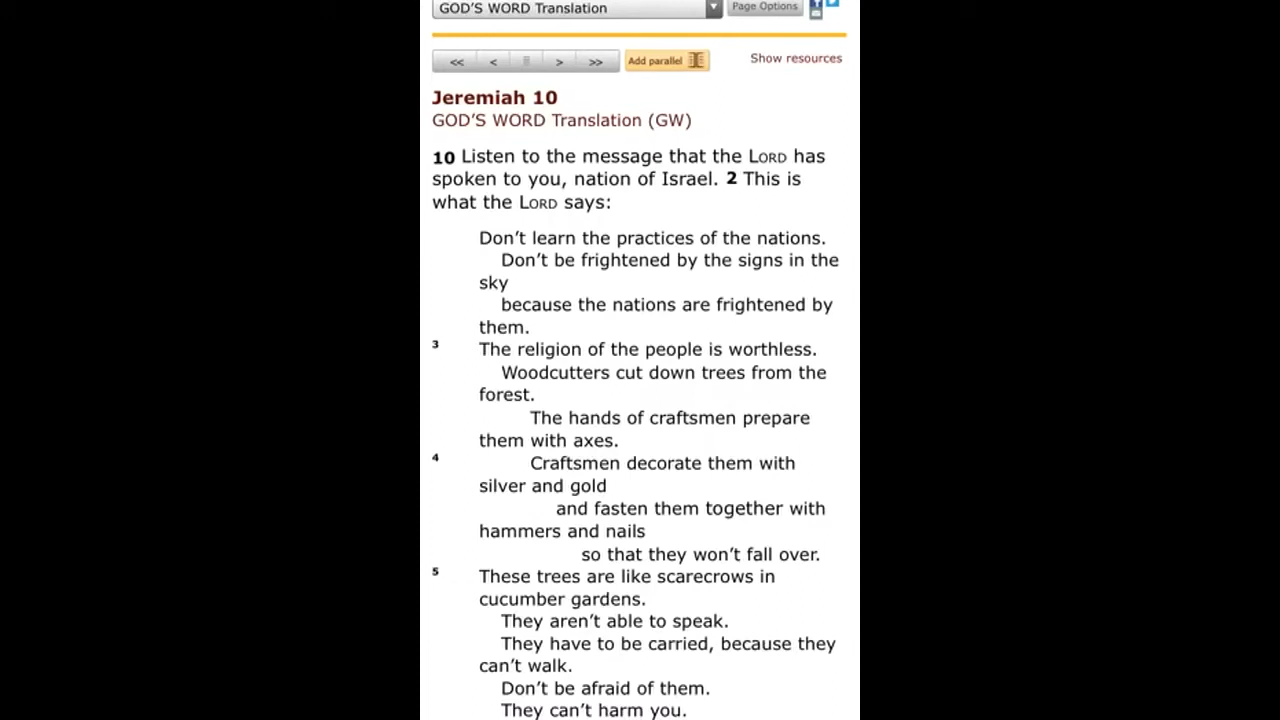 GOD'S WORD Translation
Page Options
<< < > >>
Add parallel
Show resources
Jeremiah 10
GOD'S WORD Translation (GW)
10 Listen to the message that the LORD has
spoken to you, nation of Israel. 2 This is
what the LORD says:
Don't learn the practices of the nations.
Don't be frightened by the signs in the
sky
because the nations are frightened by
them.
3 The religion of the people is worthless.
Woodcutters cut down trees from the
forest.
The hands of craftsmen prepare
them with axes.
4 Craftsmen decorate them with
silver and gold
and fasten them together with
hammers and nails
so that they won't fall over.
5 These trees are like scarecrows in
cucumber gardens.
They aren't able to speak.
They have to be carried, because they
can't walk.
Don't be afraid of them.
They can't harm you.